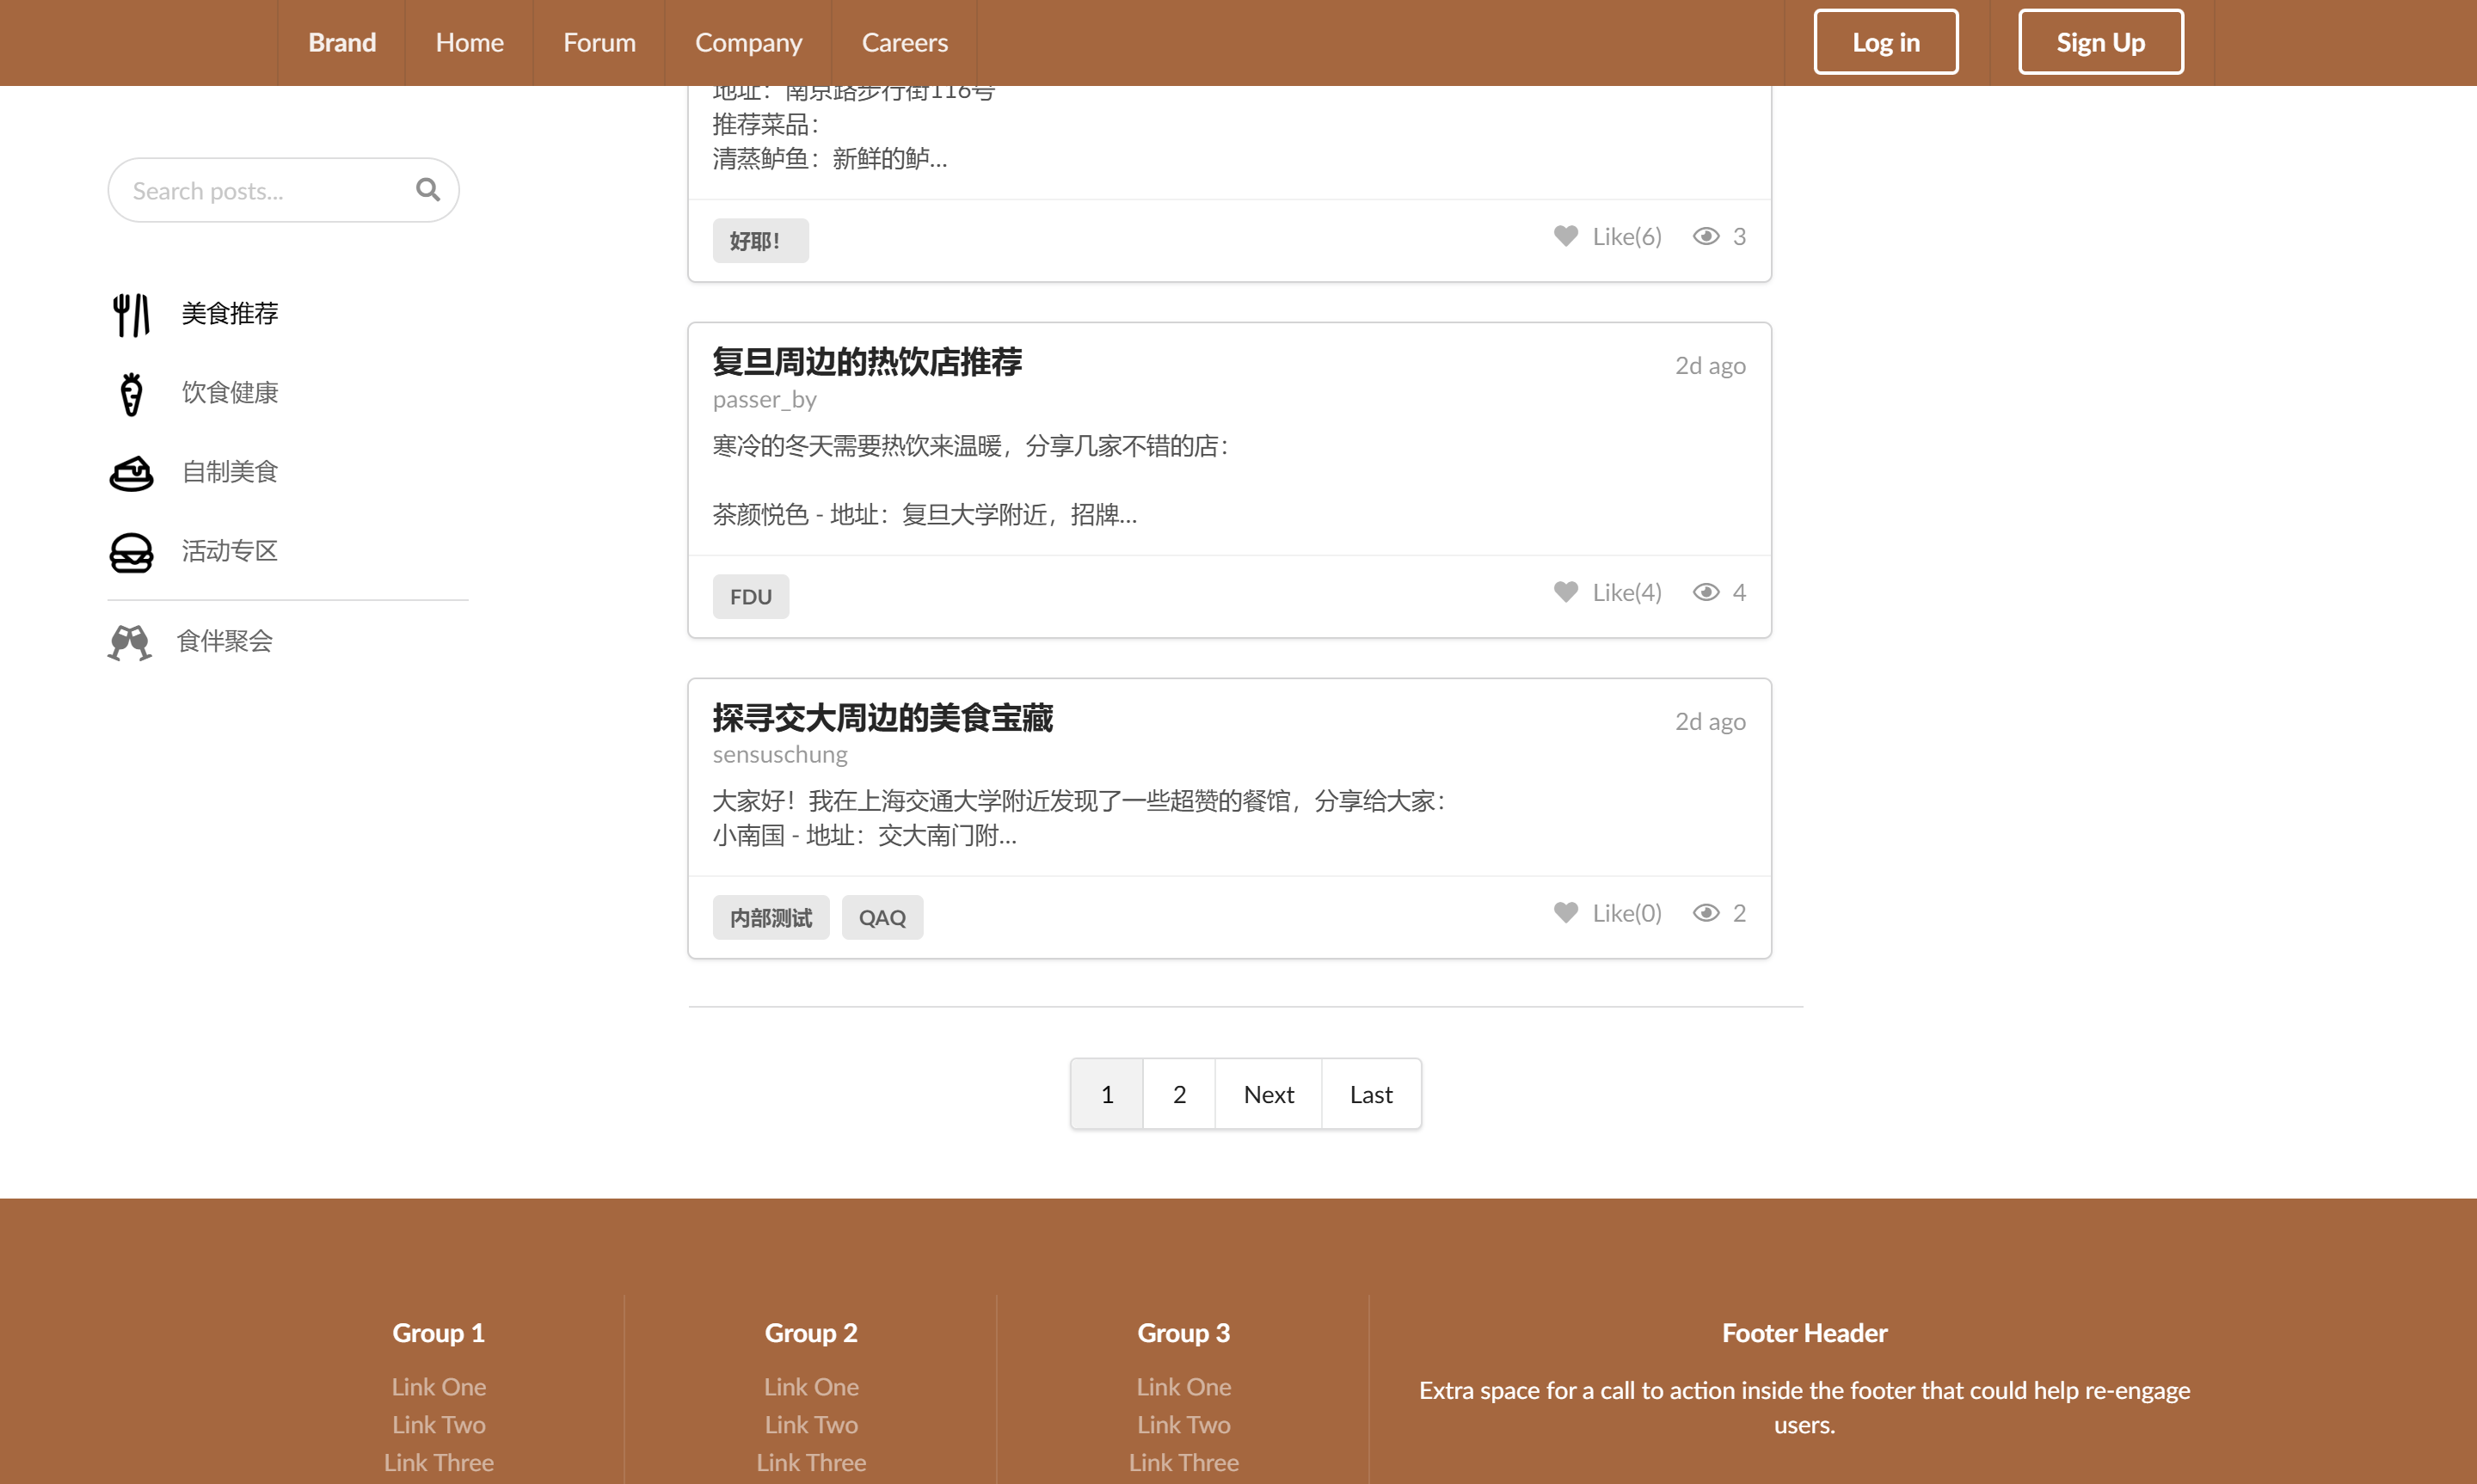 Brand Home Forum Company Careers Log in Sign Up
Search posts...
美食推荐
饮食健康
自制美食
活动专区
食伴聚会
地址：南京路步行街116号
推荐菜品：
清蒸鲈鱼：新鲜的鲈...
好耶！ Like(6) 3
复旦周边的热饮店推荐 2d ago
passer_by
寒冷的冬天需要热饮来温暖，分享几家不错的店：
茶颜悦色 - 地址：复旦大学附近，招牌...
FDU Like(4) 4
探寻交大周边的美食宝藏 2d ago
sensuschung
大家好！我在上海交通大学附近发现了一些超赞的餐馆，分享给大家：
小南国 - 地址：交大南门附...
内部测试 QAQ Like(0) 2
1 2 Next Last
Group 1
Link One
Link Two
Link Three
Group 2
Link One
Link Two
Link Three
Group 3
Link One
Link Two
Link Three
Footer Header
Extra space for a call to action inside the footer that could help re-engage
users.